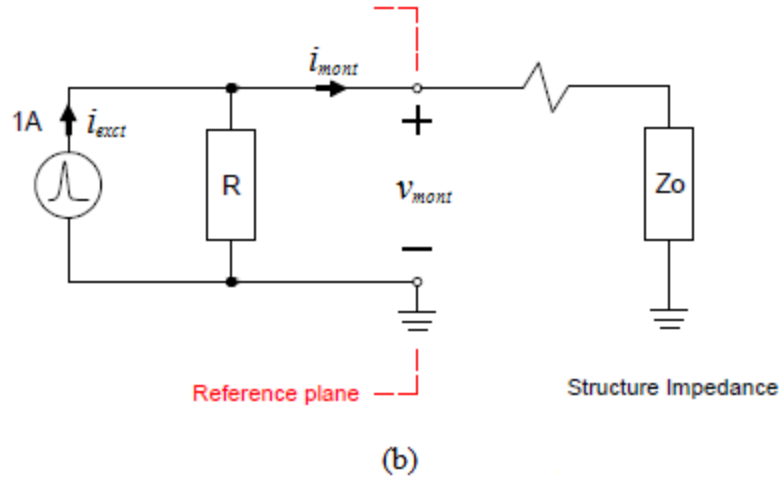 i_mont
1A i_exct
+
R
v_mont
Zo
−
Reference plane
Structure Impedance
(b)